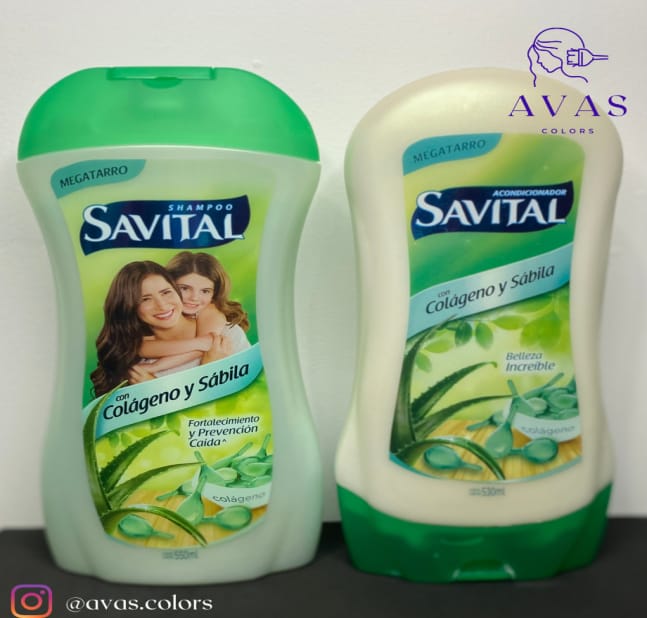 AVAS
COLORS
MEGATARRO
SHAMPOO
SAVITAL
con
Colágeno y Sábila
Fortalecimiento
y Prevención
Caída^
colágeno
550ml
MEGATARRO
ACONDICIONADOR
SAVITAL
con
Colágeno y Sábila
Belleza
Increíble
colágeno
530ml
@avas.colors